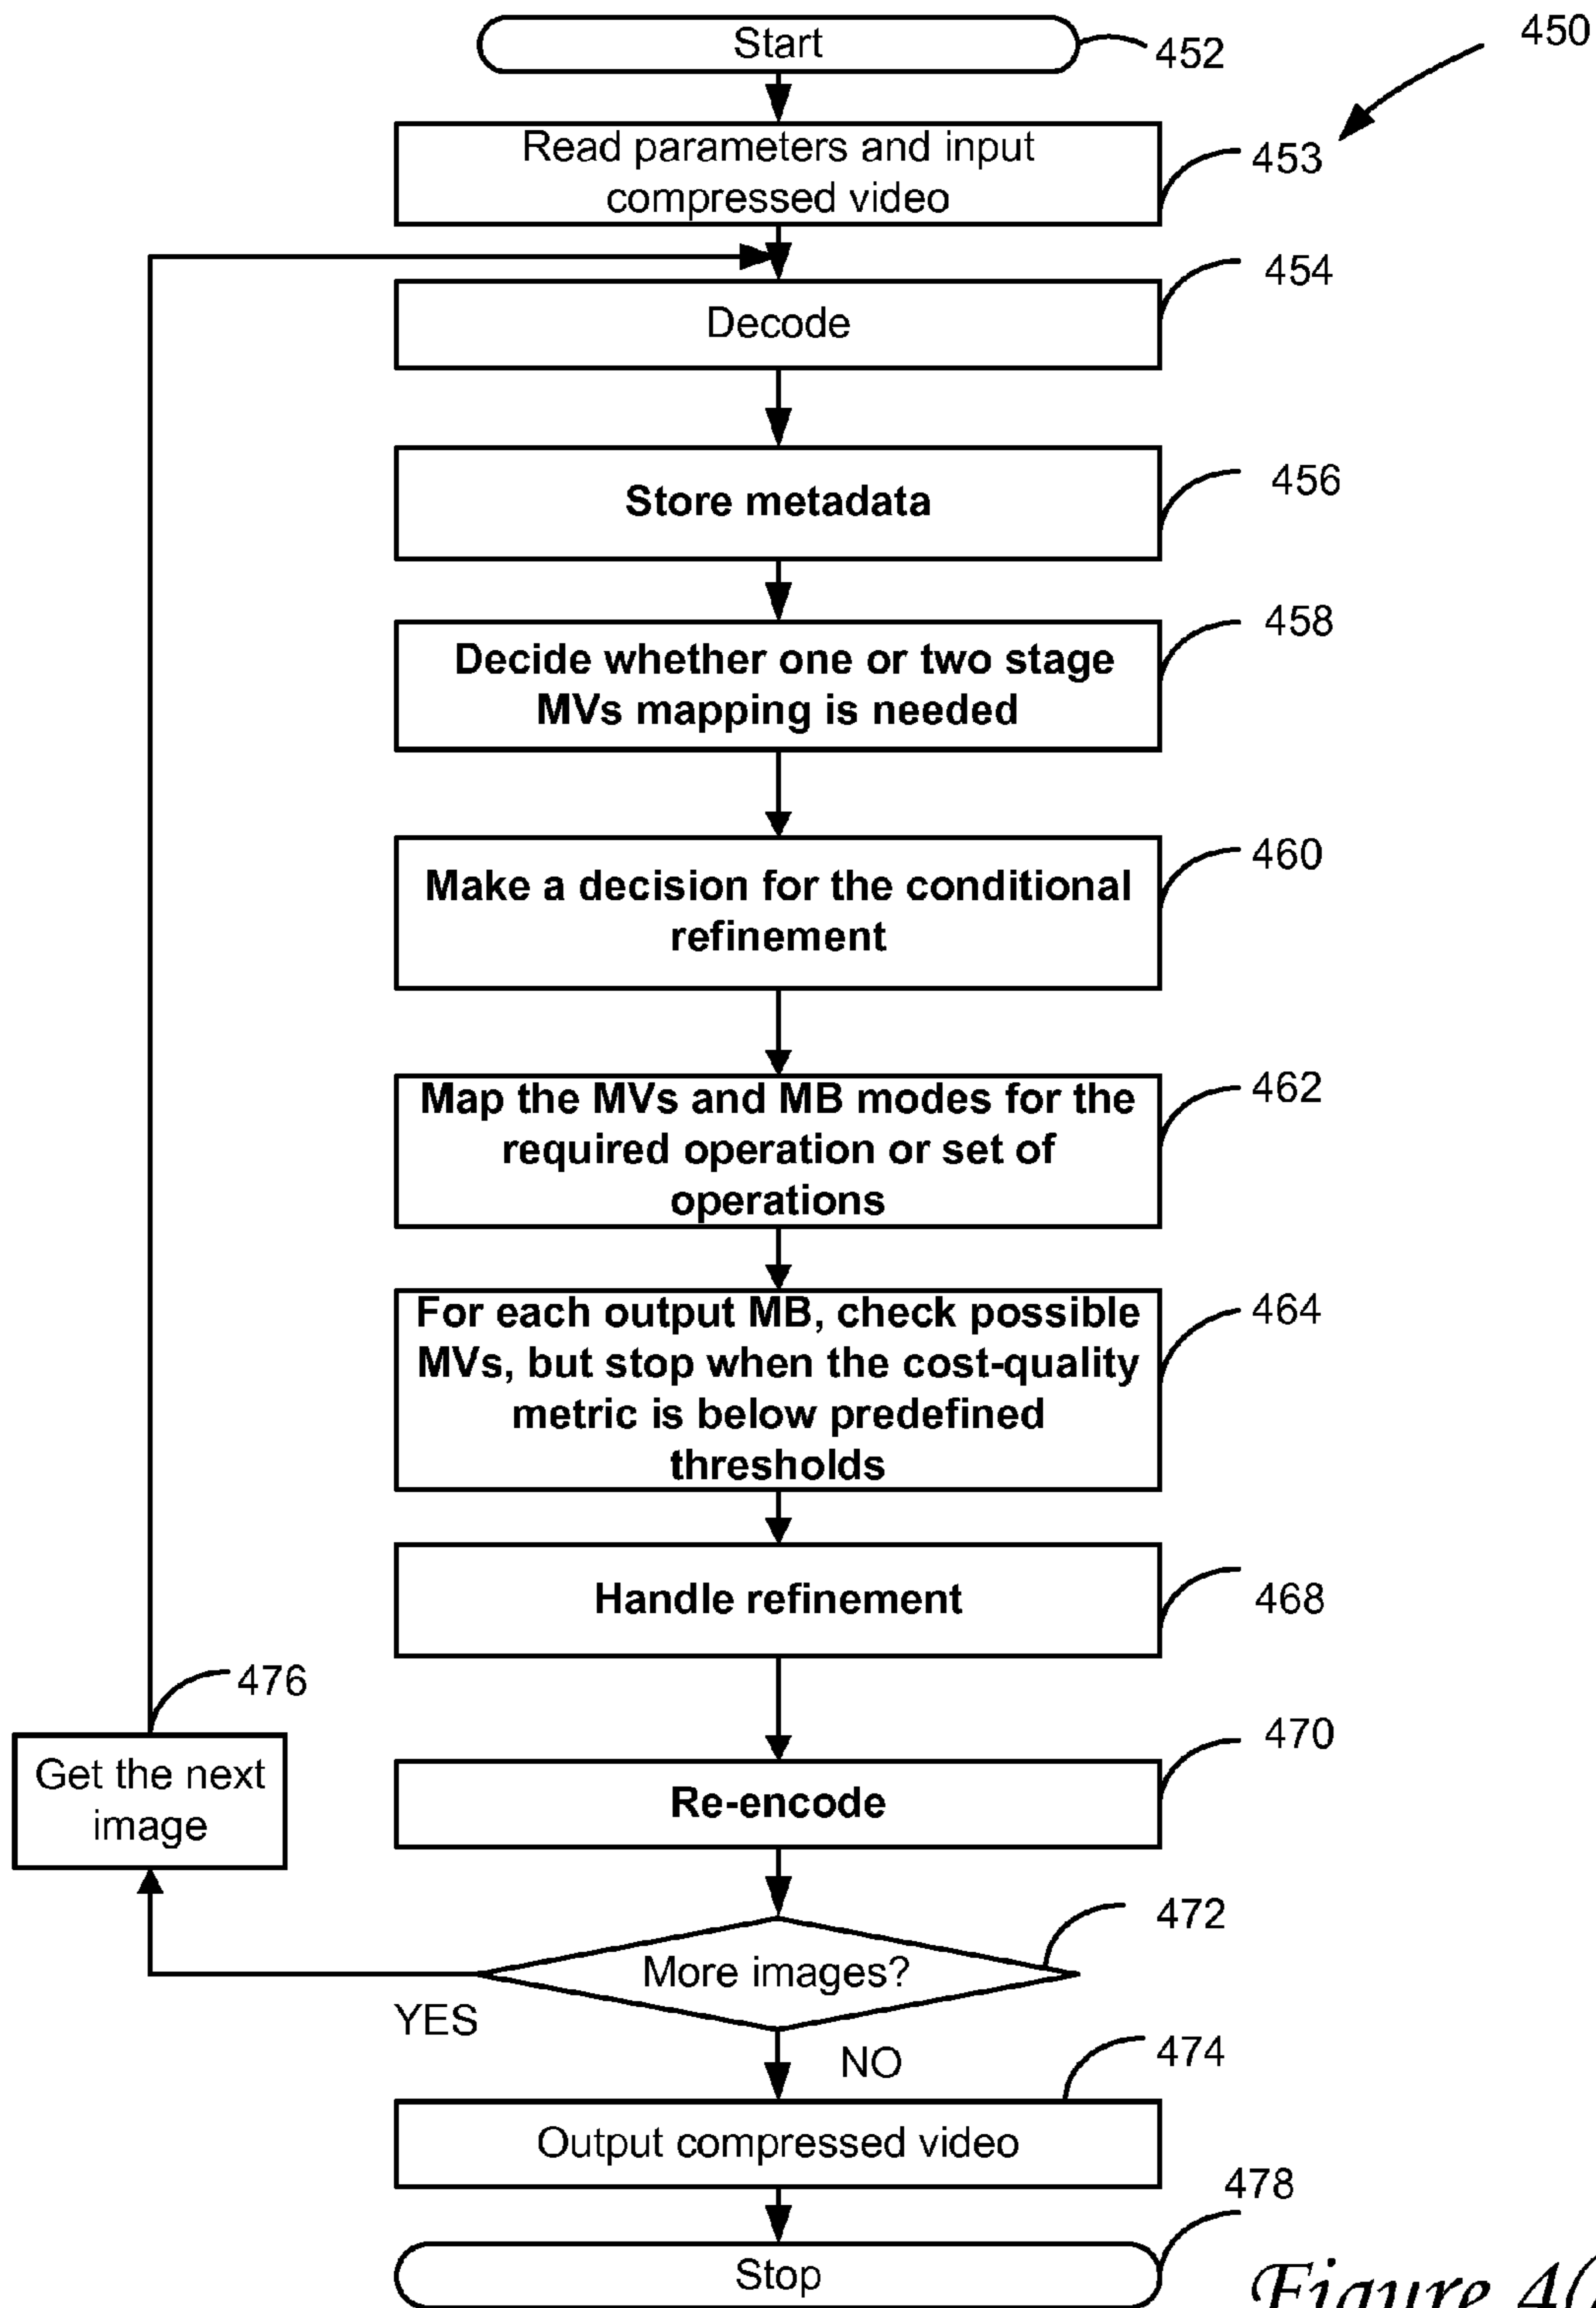 Start
452
450
Read parameters and input
compressed video
453
454
Decode
Store metadata
456
Decide whether one or two stage
MVs mapping is needed
458
Make a decision for the conditional
refinement
460
Map the MVs and MB modes for the
required operation or set of
operations
462
For each output MB, check possible
MVs, but stop when the cost-quality
metric is below predefined
thresholds
464
Handle refinement
468
476
Get the next
image
470
Re-encode
472
More images?
YES
NO
474
Output compressed video
478
Stop
Figure 4(